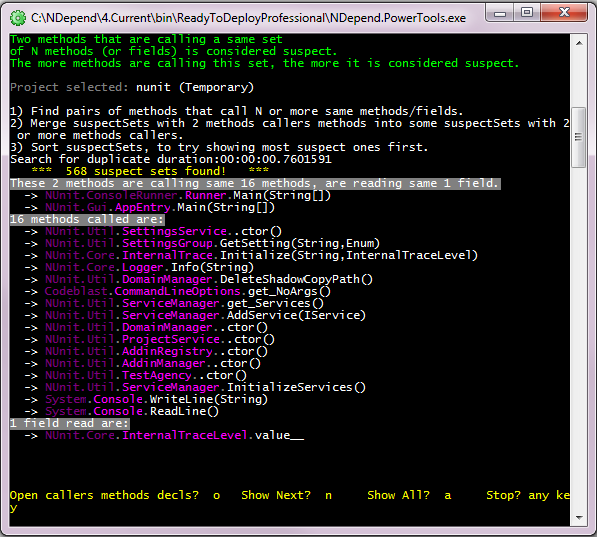 C:\NDepend\4.Current\bin\ReadyToDeployProfessional\NDepend.PowerTools.exe
Two methods that are calling a same set
of N methods (or fields) is considered suspect.
The more methods are calling this set, the more it is considered suspect.
Project selected: nunit (Temporary)
1) Find pairs of methods that call N or more same methods/fields.
2) Merge suspectSets with 2 methods callers methods into some suspectSets with 2
 or more methods callers.
3) Sort suspectSets, to try showing most suspect ones first.
Search for duplicate duration:00:00:00.7601591
*** 568 suspect sets found! ***
These 2 methods are calling same 16 methods, are reading same 1 field.
-> NUnit.ConsoleRunner.Runner.Main(String[])
-> NUnit.Gui.AppEntry.Main(String[])
16 methods called are:
-> NUnit.Util.SettingsService..ctor()
-> NUnit.Util.SettingsGroup.GetSetting(String,Enum)
-> NUnit.Core.InternalTrace.Initialize(String,InternalTraceLevel)
-> NUnit.Core.Logger.Info(String)
-> NUnit.Util.DomainManager.DeleteShadowCopyPath()
-> Codeblast.CommandLineOptions.get_NoArgs()
-> NUnit.Util.ServiceManager.get_Services()
-> NUnit.Util.ServiceManager.AddService(IService)
-> NUnit.Util.DomainManager..ctor()
-> NUnit.Util.ProjectService..ctor()
-> NUnit.Util.AddinRegistry..ctor()
-> NUnit.Util.AddinManager..ctor()
-> NUnit.Util.TestAgency..ctor()
-> NUnit.Util.ServiceManager.InitializeServices()
-> System.Console.WriteLine(String)
-> System.Console.ReadLine()
1 field read are:
-> NUnit.Core.InternalTraceLevel.value__
Open callers methods decls? o Show Next? n Show All? a Stop? any ke
y